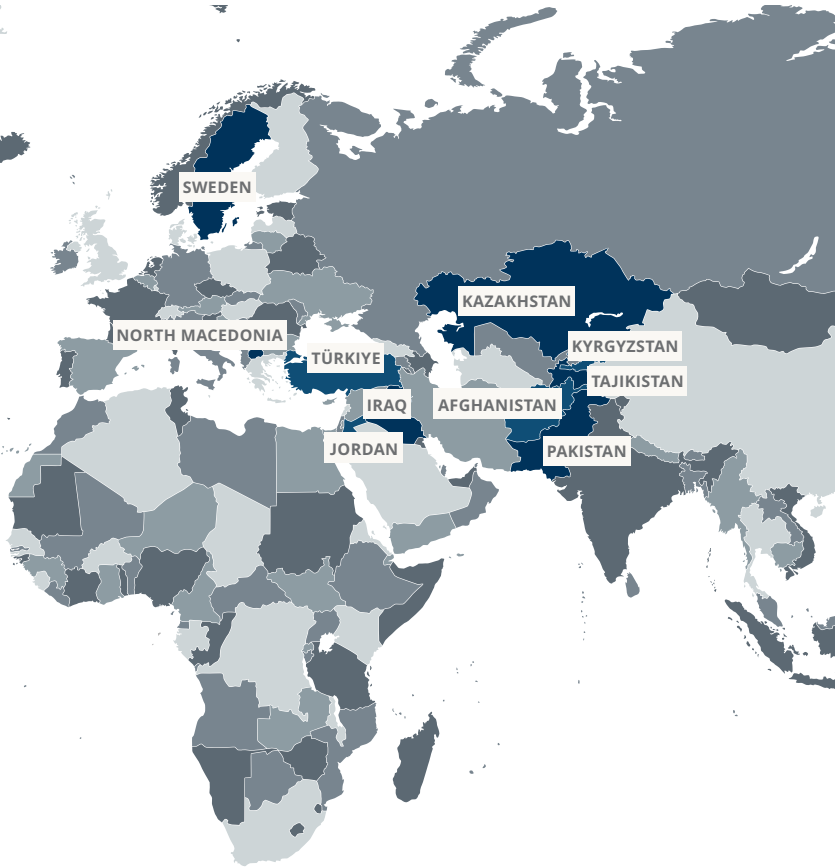 SWEDEN
KAZAKHSTAN
NORTH MACEDONIA
KYRGYZSTAN
TÜRKIYE
TAJIKISTAN
IRAQ
AFGHANISTAN
JORDAN
PAKISTAN